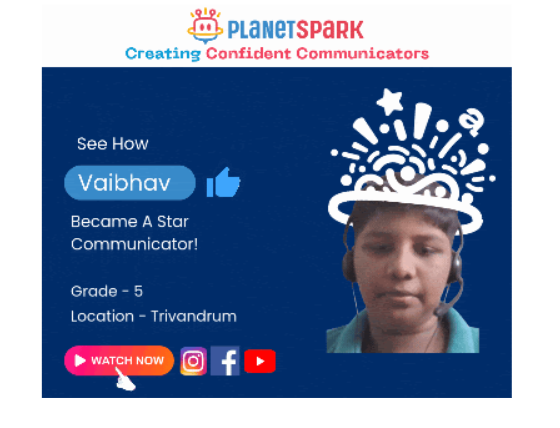 PLANETSPARK
Creating Confident Communicators
See How
Vaibhav
Became A Star
Communicator!
Grade - 5
Location - Trivandrum
WATCH NOW